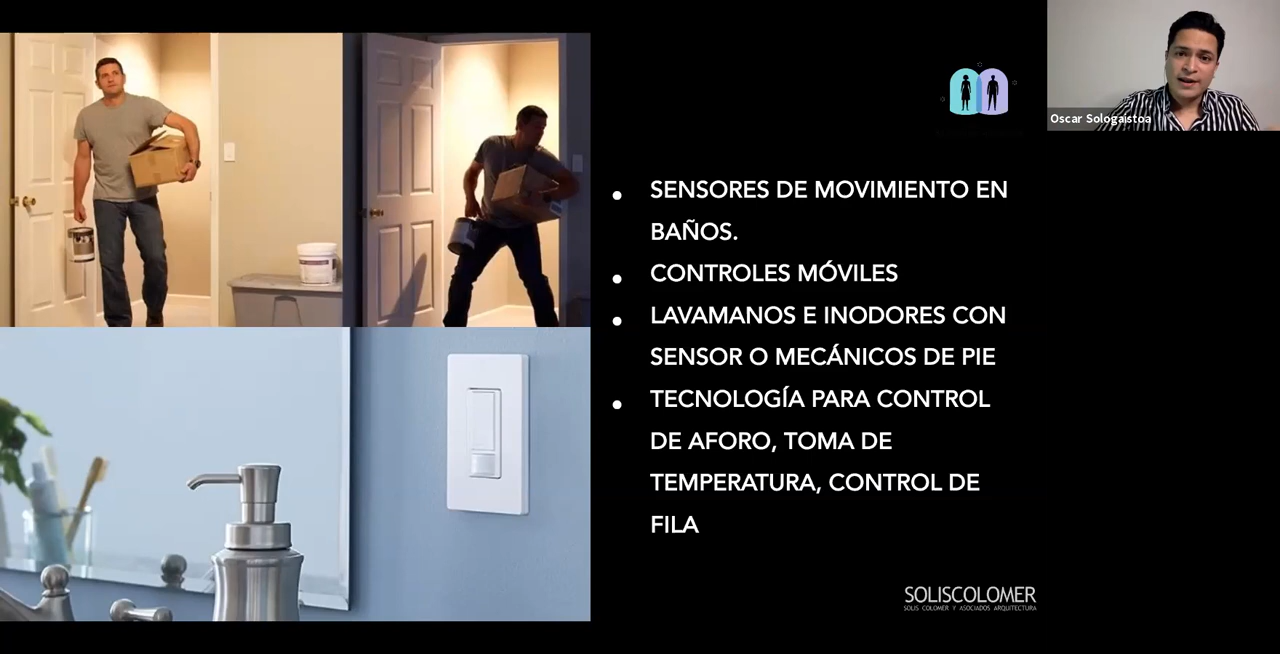 Oscar Sologaistoa
• SENSORES DE MOVIMIENTO EN
BAÑOS.
• CONTROLES MÓVILES
• LAVAMANOS E INODORES CON
SENSOR O MECÁNICOS DE PIE
• TECNOLOGÍA PARA CONTROL
DE AFORO, TOMA DE
TEMPERATURA, CONTROL DE
FILA
SOLISCOLOMER
SOLIS COLOMER Y ASOCIADOS ARQUITECTURA